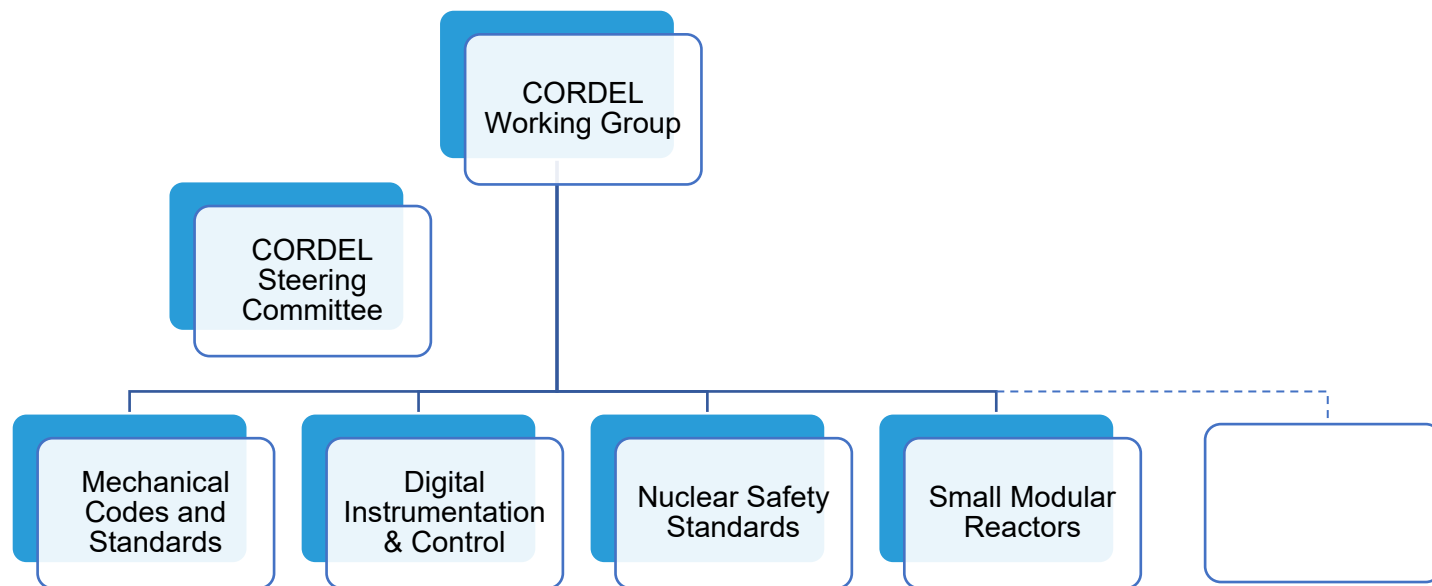 CORDEL
Working Group
CORDEL
Steering
Committee
Mechanical
Codes and
Standards
Digital
Instrumentation
& Control
Nuclear Safety
Standards
Small Modular
Reactors